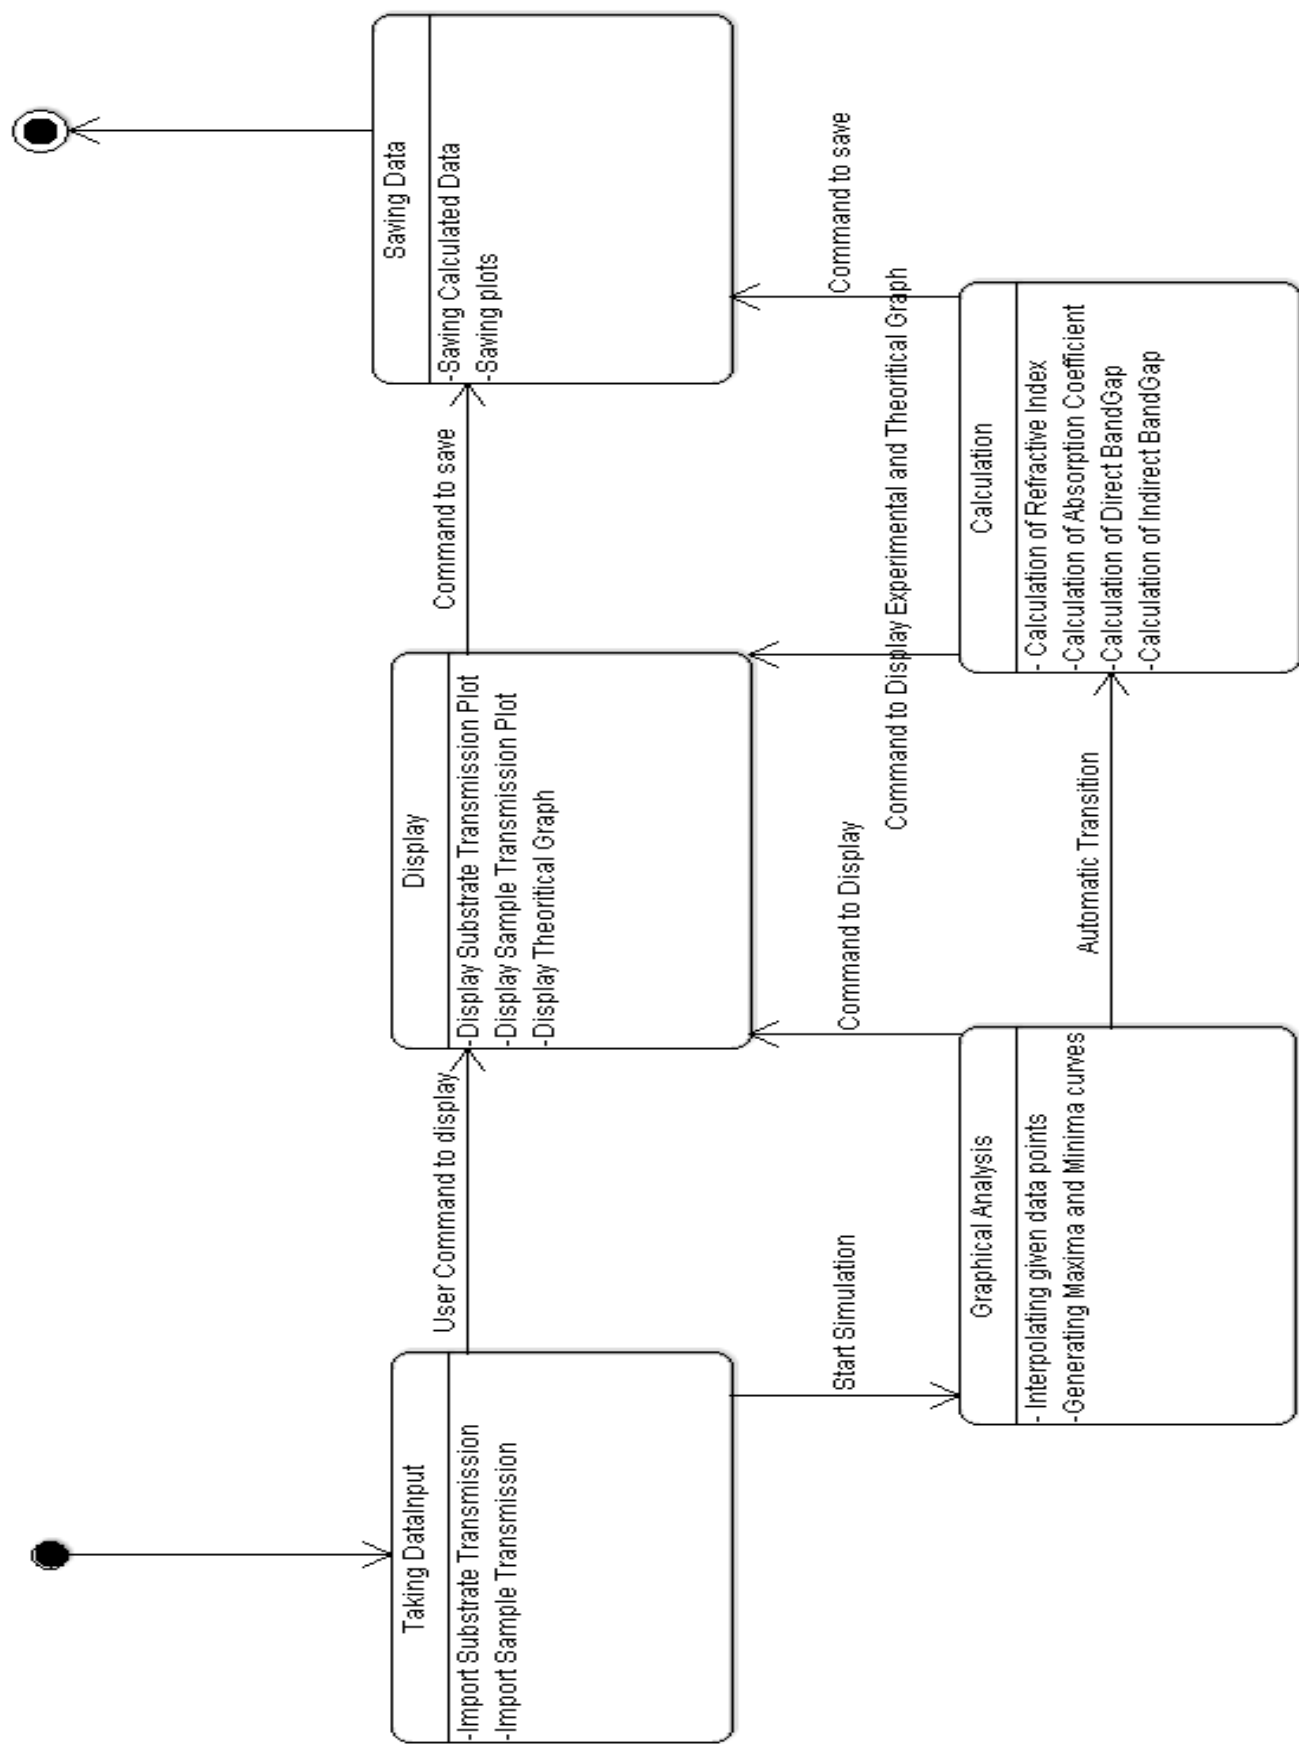 Taking DataInput
-Import Substrate Transmission
-Import Sample Transmission
User Command to display
Display
-Display Substrate Transmission Plot
-Display Sample Transmission Plot
-Display Theoritical Graph
Command to save
Saving Data
-Saving Calculated Data
-Saving plots
Start Simulation
Command to Display
Command to Display Experimental and Theoritical Graph
Command to save
Graphical Analysis
- Interpolating given data points
-Generating Maxima and Minima curves
Automatic Transition
Calculation
- Calculation of Refractive Index
-Calculation of Absorption Coefficient
-Calculation of Direct BandGap
-Calculation of Indirect BandGap